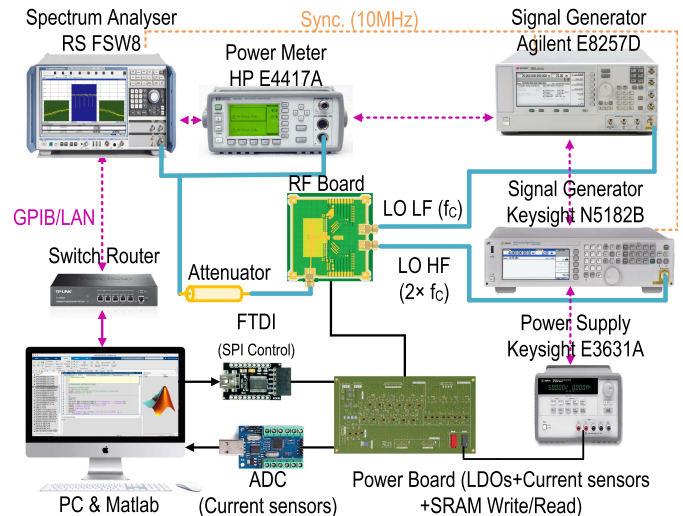 Spectrum Analyser
RS FSW8
Sync. (10MHz)
Signal Generator
Agilent E8257D
Power Meter
HP E4417A
RF Board
LO LF (fC)
Signal Generator
Keysight N5182B
GPIB/LAN
Switch Router
Attenuator
LO HF
(2× fC)
TP-LINK
FTDI
(SPI Control)
Power Supply
Keysight E3631A
ADC
(Current sensors)
PC & Matlab
Power Board (LDOs+Current sensors
+SRAM Write/Read)